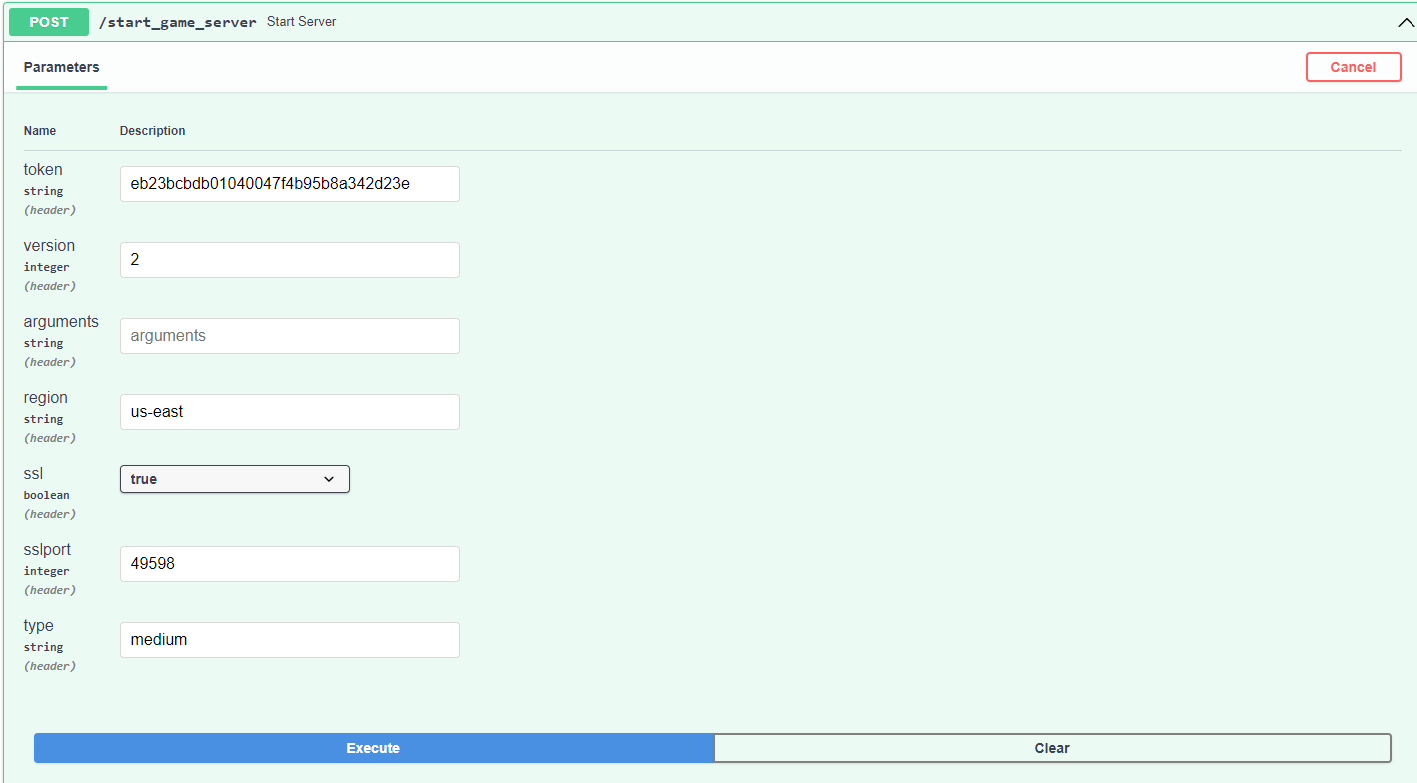 POST /start_game_server Start Server
Parameters
Cancel
Name Description
token
string
(header)
eb23bcbdb01040047f4b95b8a342d23e
version
integer
(header)
2
arguments
string
(header)
arguments
region
string
(header)
us-east
ssl
boolean
(header)
true
sslport
integer
(header)
49598
type
string
(header)
medium
Execute Clear